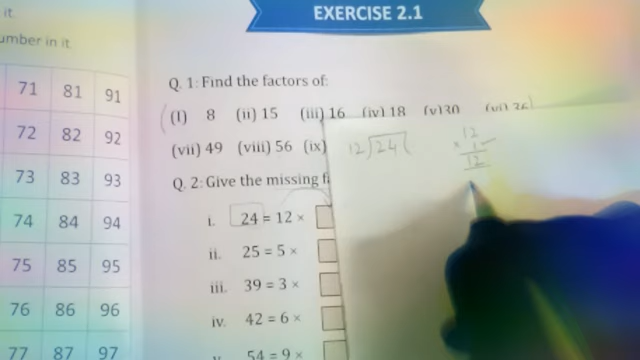 it
umber in it
71 81 91
72 82 92
73 83 93
74 84 94
75 85 95
76 86 96
77 87 97
EXERCISE 2.1
Q. 1: Find the factors of:
(I) 8 (ii) 15 (iii) 16 (iv) 18 (v) 30
(vii) 49 (viii) 56 (ix)
Q. 2: Give the missing f
i. 24 = 12 ×
ii. 25 = 5 ×
iii. 39 = 3 ×
iv. 42 = 6 ×
v. 54 = 9 ×
12)24(
12
× 1
12